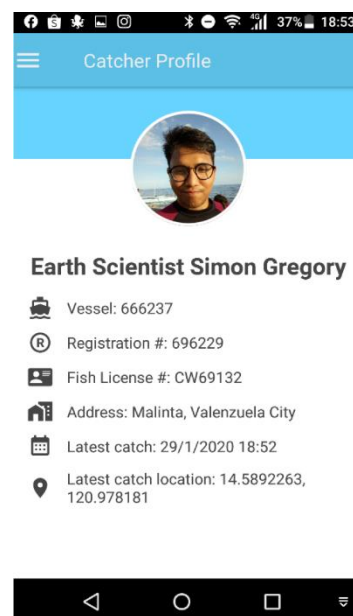 4G 37% 18:53
Catcher Profile
Earth Scientist Simon Gregory
Vessel: 666237
Registration #: 696229
Fish License #: CW69132
Address: Malinta, Valenzuela City
Latest catch: 29/1/2020 18:52
Latest catch location: 14.5892263,
120.978181